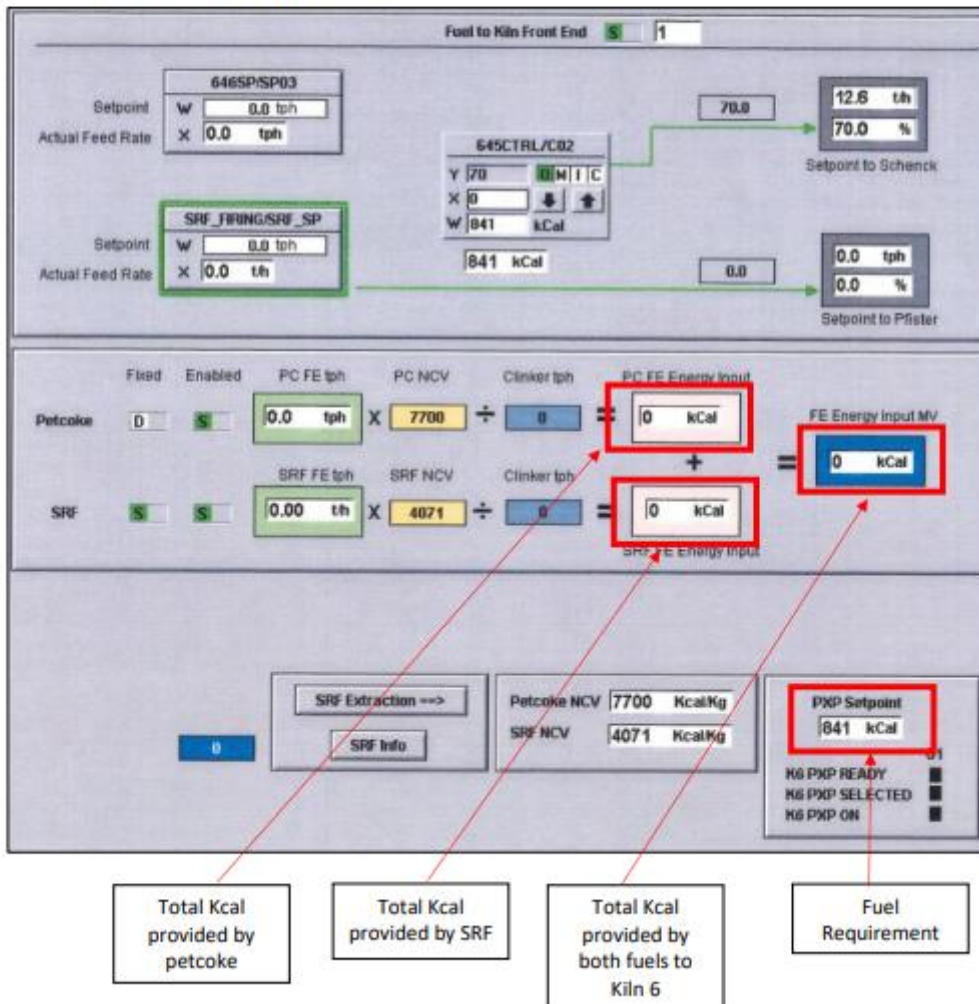 Fuel to Kiln Front End S 1
646SP/SP03
Setpoint W 0.0 tph
Actual Feed Rate X 0.0 tph
70.0
12.6 t/h
70.0 %
Setpoint to Schenck
645CTRL/C02
Y 70 O M I C
X 0
W 841 kCal
841 kCal
SRF_FIRING/SRF_SP
Setpoint W 0.0 tph
Actual Feed Rate X 0.0 t/h
0.0
0.0 tph
0.0 %
Setpoint to Pfister
Fixed Enabled PC FE tph PC NCV Clinker tph PC FE Energy Input FE Energy Input MV
Petcoke D S 0.0 tph X 7700 ÷ 0 = 0 kCal
+ = 0 kCal
SRF FE tph SRF NCV Clinker tph
SRF S S 0.00 t/h X 4071 ÷ 0 = 0 kCal
SRF FE Energy Input
0
SRF Extraction ==>
SRF Info
Petcoke NCV 7700 Kcal/Kg
SRF NCV 4071 Kcal/Kg
PXP Setpoint
841 kCal
K6 PXP READY
K6 PXP SELECTED
K6 PXP ON
Total Kcal
provided by
petcoke
Total Kcal
provided by SRF
Total Kcal
provided by
both fuels to
Kiln 6
Fuel
Requirement